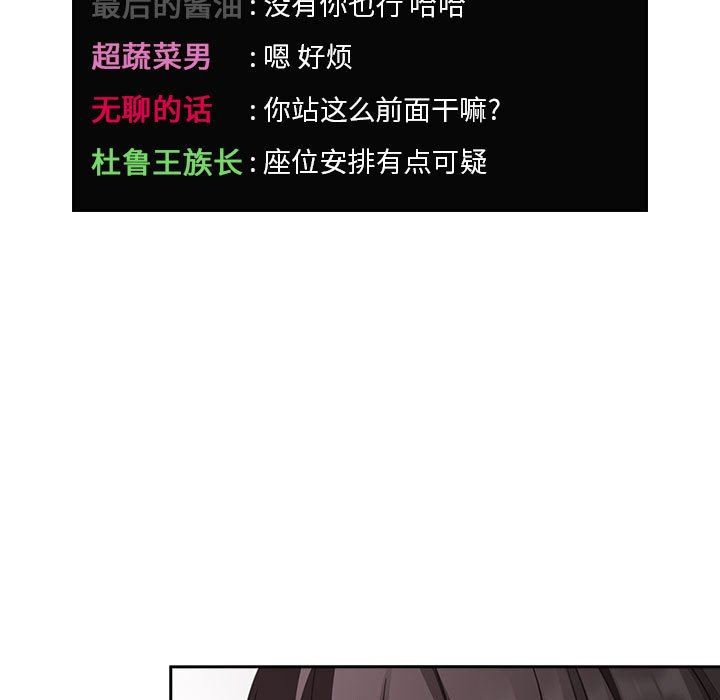 最后的酱油 : 没有你也行 哈哈
超蔬菜男 : 嗯 好烦
无聊的话 : 你站这么前面干嘛?
杜鲁王族长 : 座位安排有点可疑